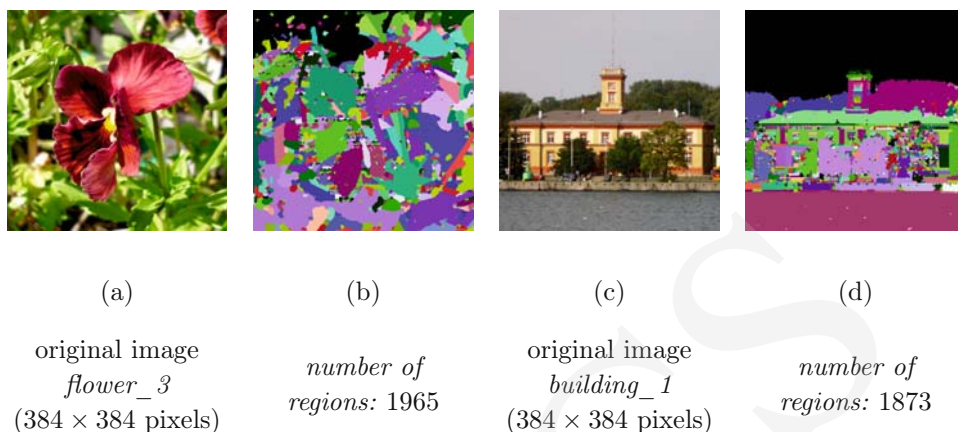 (a)
(b)
(c)
(d)
original image
flower_3
(384 × 384 pixels)
number of
regions: 1965
original image
building_1
(384 × 384 pixels)
number of
regions: 1873